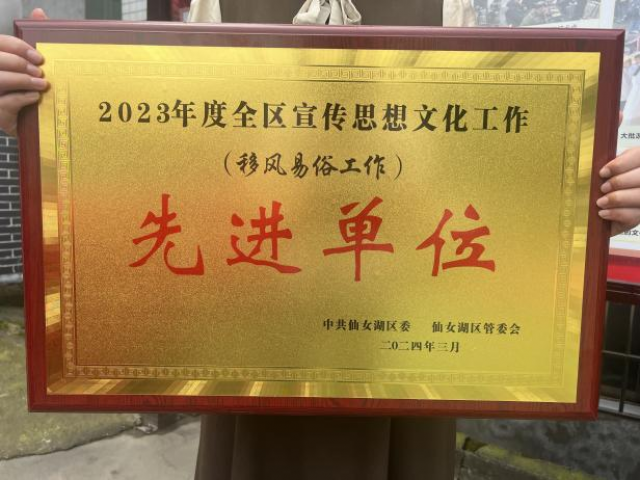 2023年度全区宣传思想文化工作
(移风易俗工作)
先进单位
中共仙女湖区委 仙女湖区管委会
二〇二四年三月